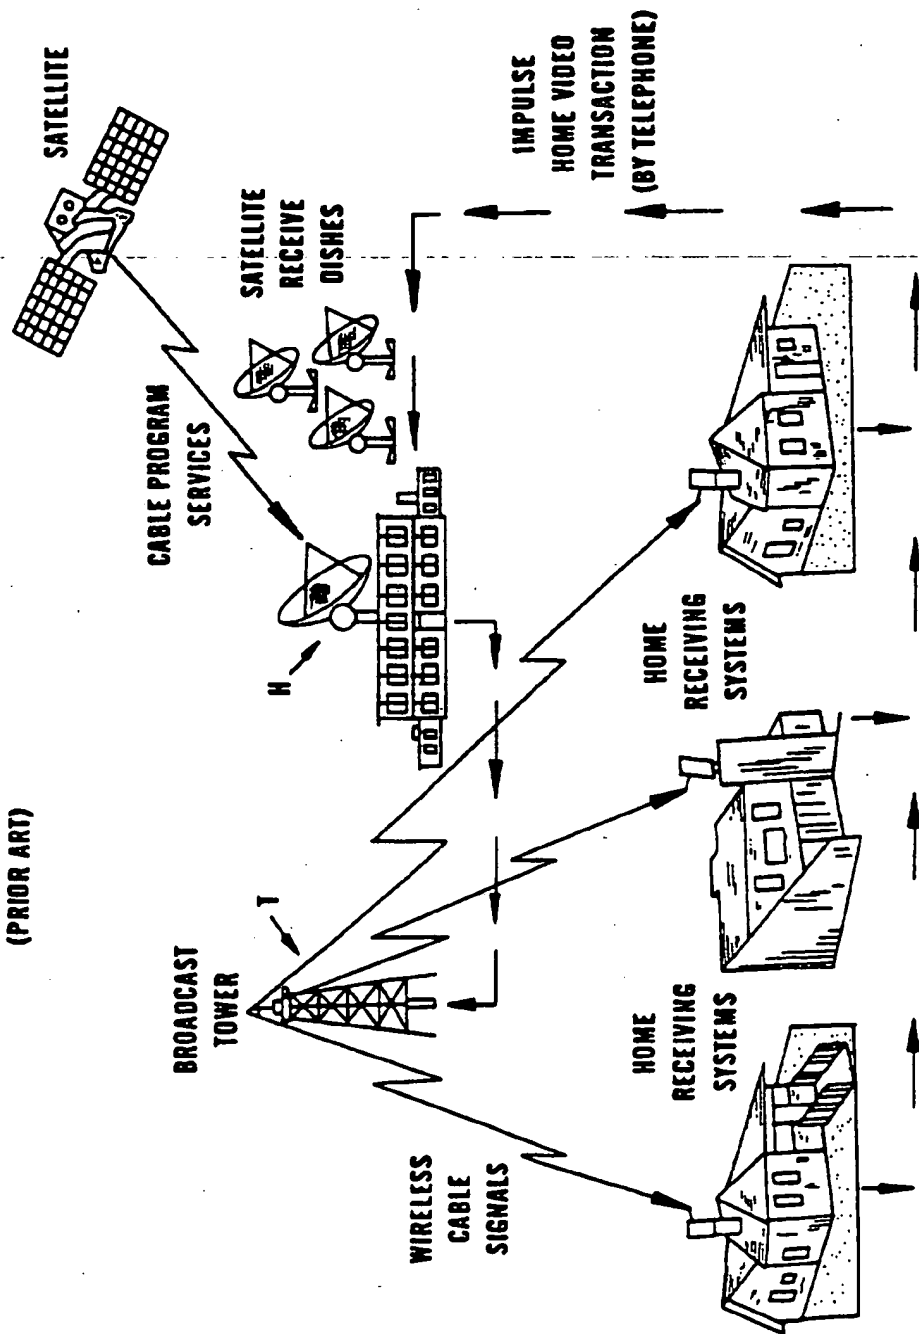 (PRIOR ART)
BROADCAST
TOWER
T
WIRELESS
CABLE
SIGNALS
H
CABLE PROGRAM
SERVICES
SATELLITE
SATELLITE
RECEIVE
DISHES
IMPULSE
HOME VIDEO
TRANSACTION
(BY TELEPHONE)
HOME
RECEIVING
SYSTEMS
HOME
RECEIVING
SYSTEMS